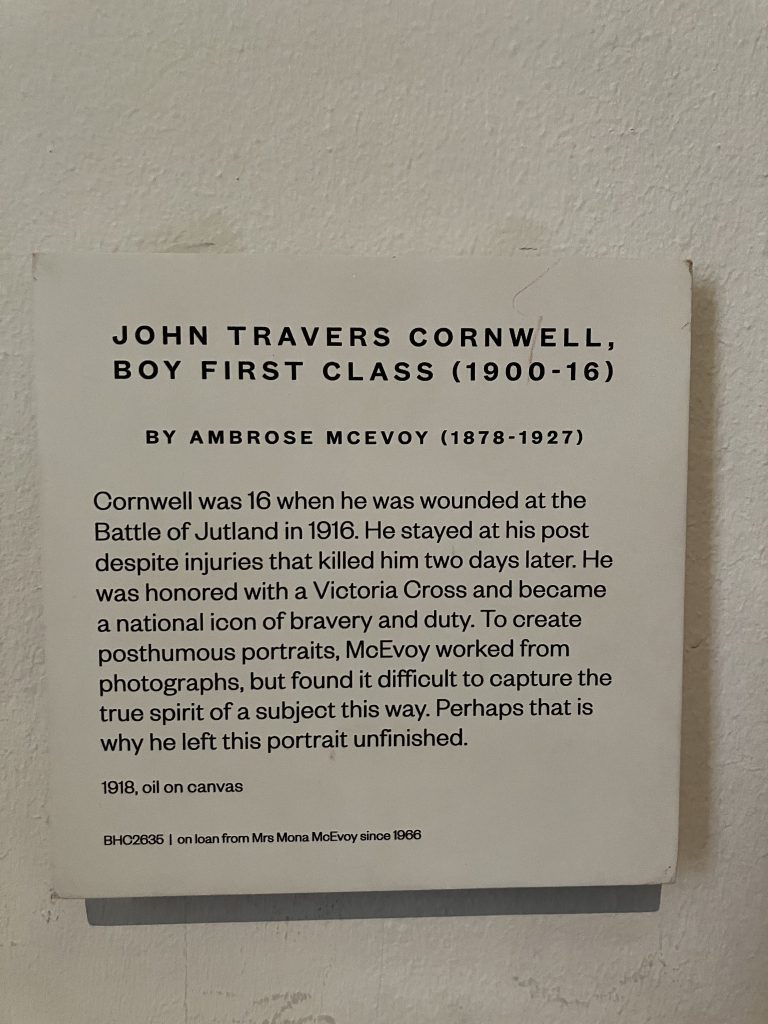 JOHN TRAVERS CORNWELL,
BOY FIRST CLASS (1900-16)
BY AMBROSE MCEVOY (1878-1927)
Cornwell was 16 when he was wounded at the
Battle of Jutland in 1916. He stayed at his post
despite injuries that killed him two days later. He
was honored with a Victoria Cross and became
a national icon of bravery and duty. To create
posthumous portraits, McEvoy worked from
photographs, but found it difficult to capture the
true spirit of a subject this way. Perhaps that is
why he left this portrait unfinished.
1918, oil on canvas
BHC2635 | on loan from Mrs Mona McEvoy since 1966